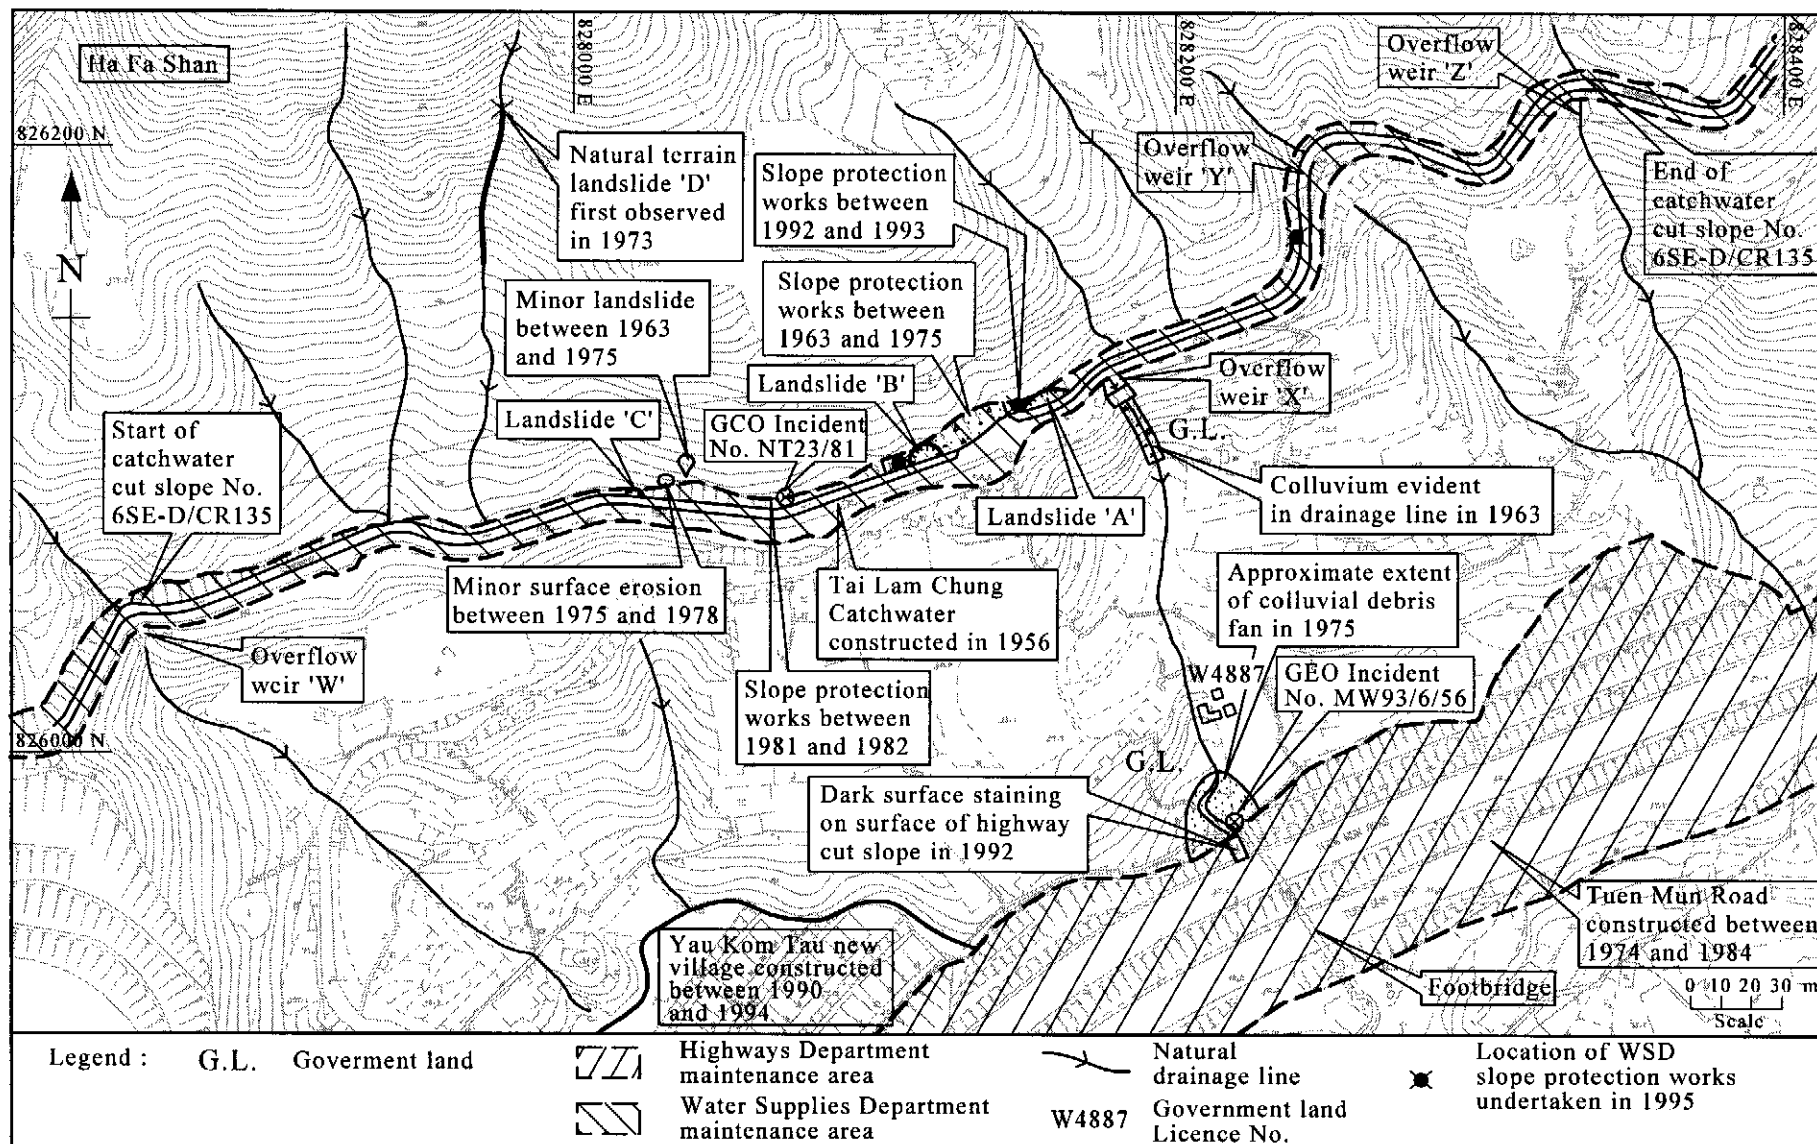 Ha Fa Shan
828000 E
828200 E
828400 E
Overflow
weir 'Z'
826200 N
Natural terrain
landslide 'D'
first observed
in 1973
Slope protection
works between
1992 and 1993
Overflow
weir 'Y'
End of
catchwater
cut slope No.
6SE-D/CR135
N
Minor landslide
between 1963
and 1975
Slope protection
works between
1963 and 1975
Landslide 'B'
Overflow
weir 'X'
Start of
catchwater
cut slope No.
6SE-D/CR135
Landslide 'C'
GCO Incident
No. NT23/81
G.L.
Landslide 'A'
Colluvium evident
in drainage line in 1963
Minor surface erosion
between 1975 and 1978
Tai Lam Chung
Catchwater
constructed in 1956
Approximate extent
of colluvial debris
fan in 1975
Overflow
weir 'W'
Slope protection
works between
1981 and 1982
W4887
GEO Incident
No. MW93/6/56
826000 N
G.L.
Dark surface staining
on surface of highway
cut slope in 1992
Tuen Mun Road
constructed between
1974 and 1984
Yau Kom Tau new
village constructed
between 1990
and 1994
Footbridge
0 10 20 30 m
Scale
Legend :
G.L. Goverment land
Highways Department
maintenance area
Water Supplies Department
maintenance area
Natural
drainage line
W4887 Government land
Licence No.
Location of WSD
slope protection works
undertaken in 1995